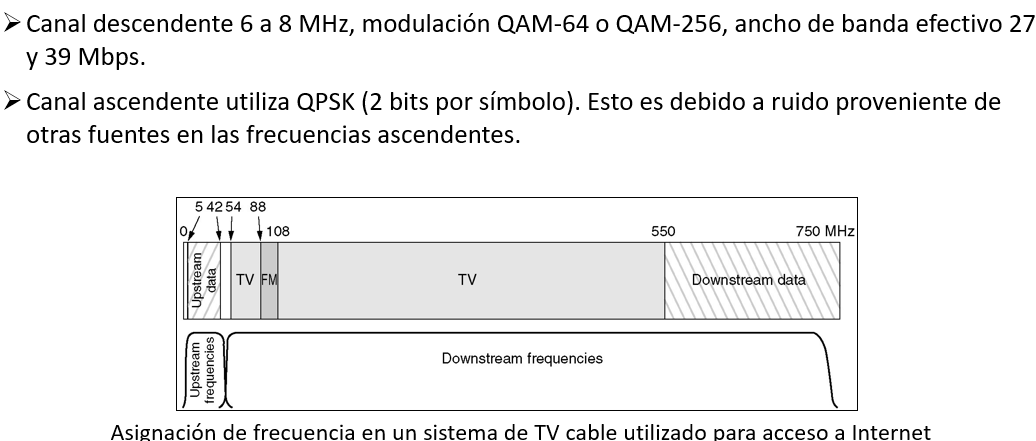 ➢ Canal descendente 6 a 8 MHz, modulación QAM-64 o QAM-256, ancho de banda efectivo 27
y 39 Mbps.
➢ Canal ascendente utiliza QPSK (2 bits por símbolo). Esto es debido a ruido proveniente de
otras fuentes en las frecuencias ascendentes.
5 42 54 88
0 108 550 750 MHz
Upstream
data
TV FM TV Downstream data
Upstream
frequencies
Downstream frequencies
Asignación de frecuencia en un sistema de TV cable utilizado para acceso a Internet